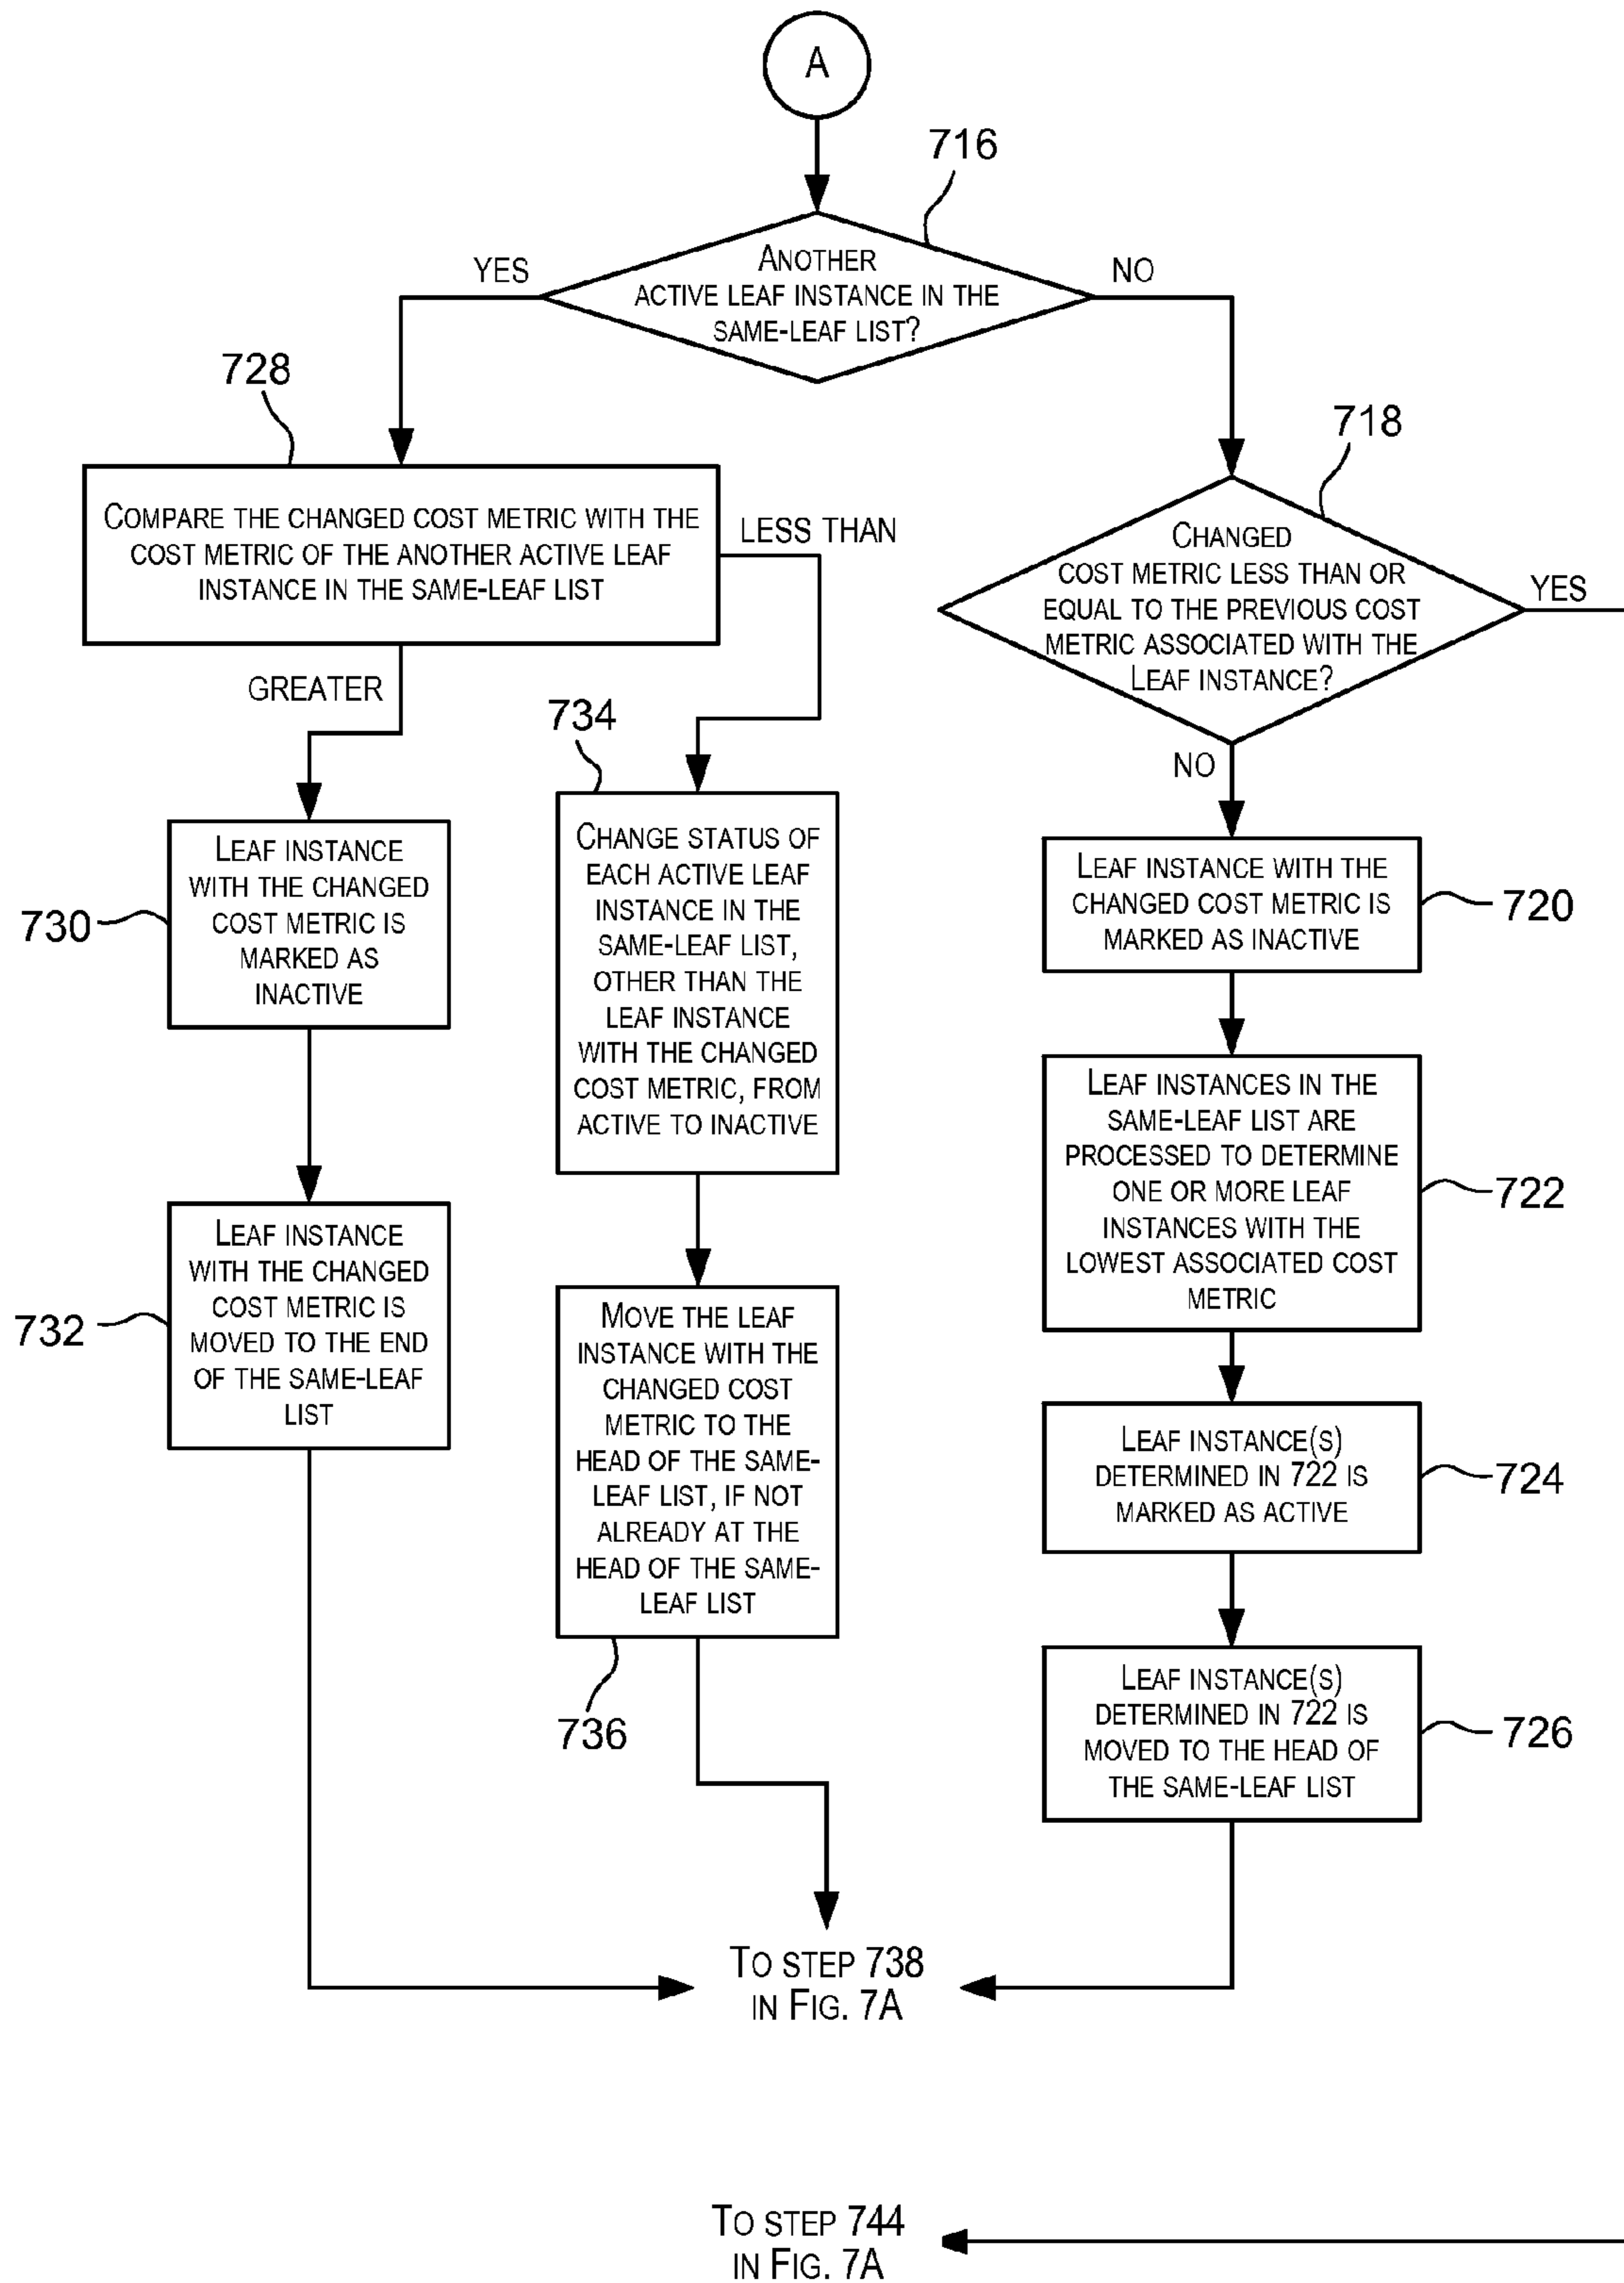 A
716
ANOTHER
ACTIVE LEAF INSTANCE IN THE
SAME-LEAF LIST?
YES
NO
728
COMPARE THE CHANGED COST METRIC WITH THE
COST METRIC OF THE ANOTHER ACTIVE LEAF
INSTANCE IN THE SAME-LEAF LIST
LESS THAN
GREATER
718
CHANGED
COST METRIC LESS THAN OR
EQUAL TO THE PREVIOUS COST
METRIC ASSOCIATED WITH THE
LEAF INSTANCE?
YES
NO
730
LEAF INSTANCE
WITH THE CHANGED
COST METRIC IS
MARKED AS
INACTIVE
732
LEAF INSTANCE
WITH THE CHANGED
COST METRIC IS
MOVED TO THE END
OF THE SAME-LEAF
LIST
734
CHANGE STATUS OF
EACH ACTIVE LEAF
INSTANCE IN THE
SAME-LEAF LIST,
OTHER THAN THE
LEAF INSTANCE
WITH THE CHANGED
COST METRIC, FROM
ACTIVE TO INACTIVE
MOVE THE LEAF
INSTANCE WITH THE
CHANGED COST
METRIC TO THE
HEAD OF THE SAME-
LEAF LIST, IF NOT
ALREADY AT THE
HEAD OF THE SAME-
LEAF LIST
736
LEAF INSTANCE WITH THE
CHANGED COST METRIC IS
MARKED AS INACTIVE
720
LEAF INSTANCES IN THE
SAME-LEAF LIST ARE
PROCESSED TO DETERMINE
ONE OR MORE LEAF
INSTANCES WITH THE
LOWEST ASSOCIATED COST
METRIC
722
LEAF INSTANCE(S)
DETERMINED IN 722 IS
MARKED AS ACTIVE
724
LEAF INSTANCE(S)
DETERMINED IN 722 IS
MOVED TO THE HEAD OF
THE SAME-LEAF LIST
726
TO STEP 738
IN FIG. 7A
TO STEP 744
IN FIG. 7A